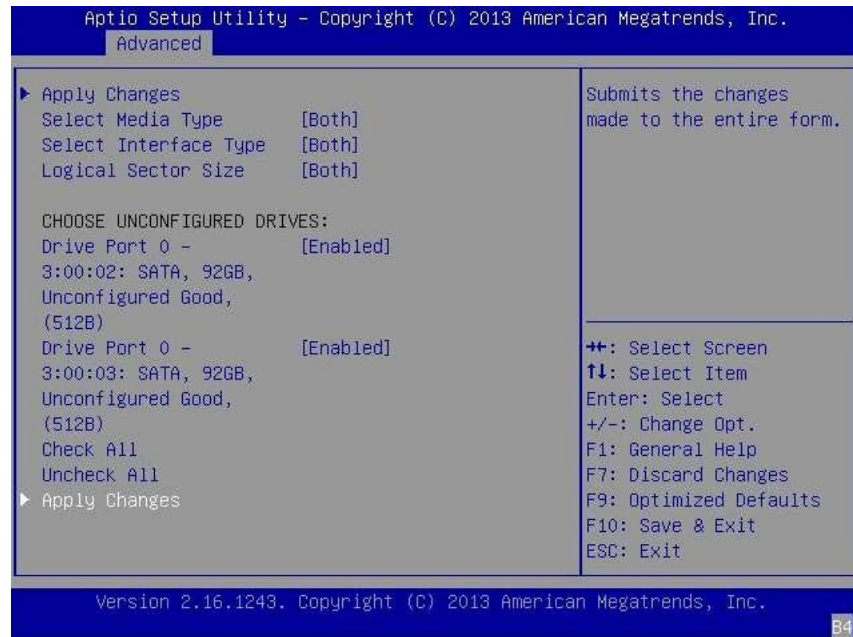 Aptio Setup Utility – Copyright (C) 2013 American Megatrends, Inc.
Advanced
Apply Changes
Select Media Type [Both]
Select Interface Type [Both]
Logical Sector Size [Both]
CHOOSE UNCONFIGURED DRIVES:
Drive Port 0 – [Enabled]
3:00:02: SATA, 92GB,
Unconfigured Good,
(512B)
Drive Port 0 – [Enabled]
3:00:03: SATA, 92GB,
Unconfigured Good,
(512B)
Check All
Uncheck All
Apply Changes
Submits the changes
made to the entire form.
→←: Select Screen
↑↓: Select Item
Enter: Select
+/-: Change Opt.
F1: General Help
F7: Discard Changes
F9: Optimized Defaults
F10: Save & Exit
ESC: Exit
Version 2.16.1243. Copyright (C) 2013 American Megatrends, Inc.
B4